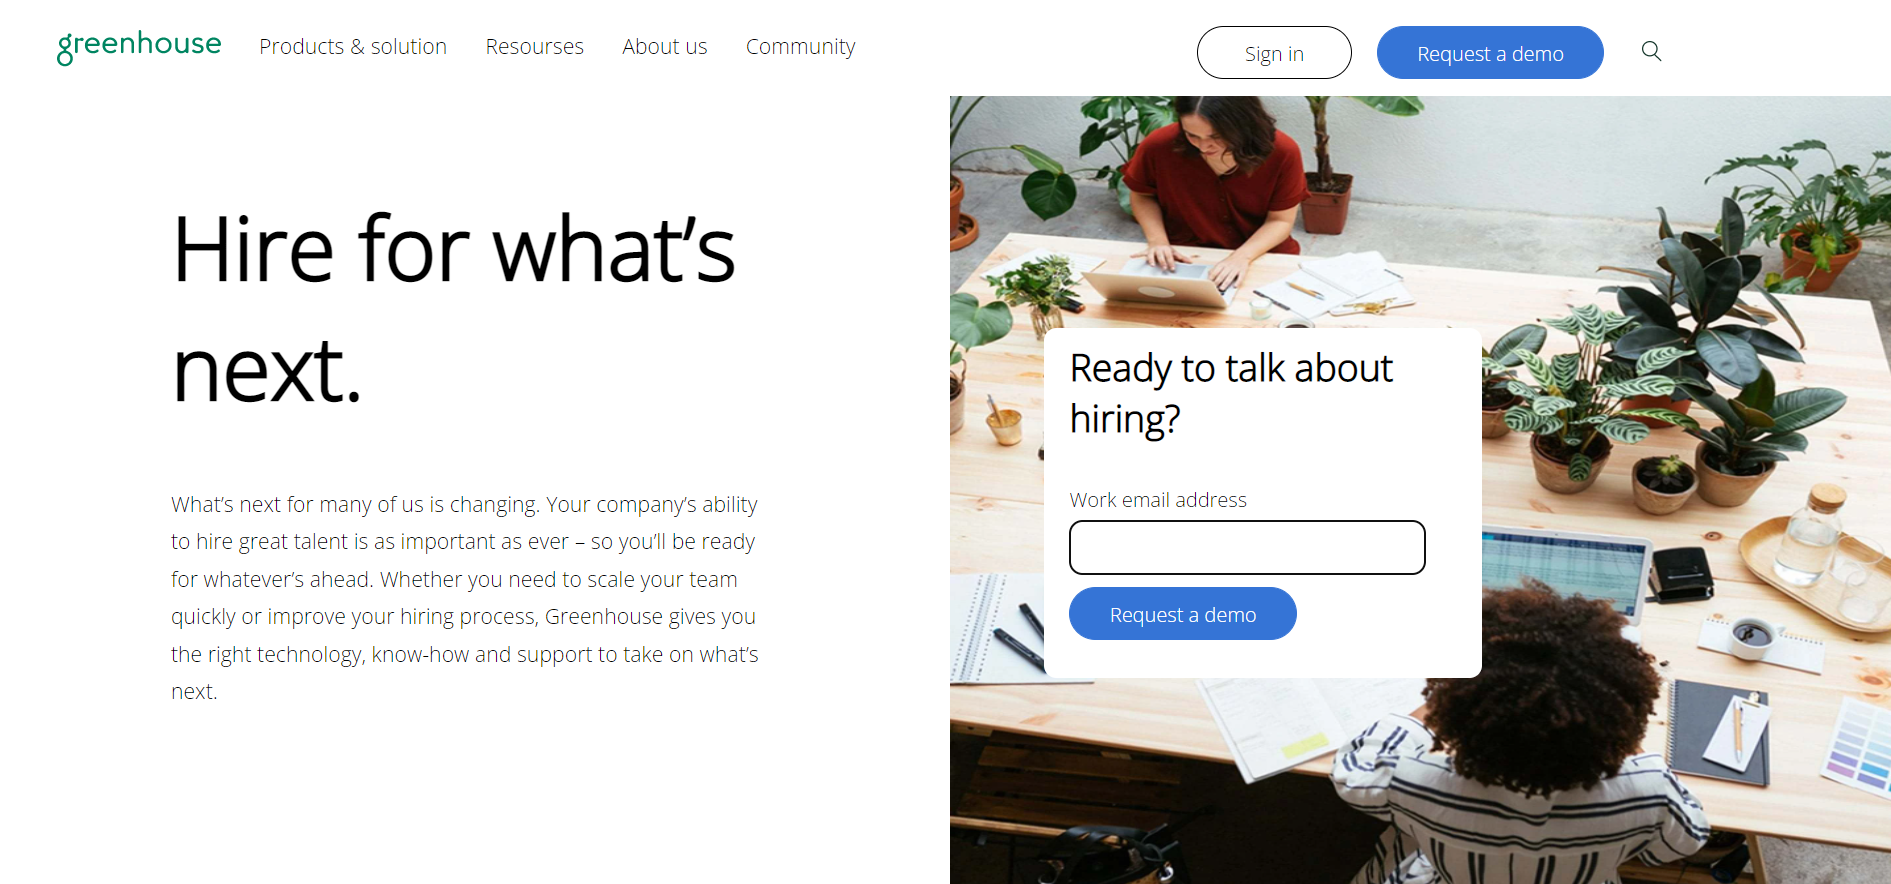 greenhouse
Products & solution
Resourses
About us
Community
Sign in
Request a demo
Hire for what’s
next.
What’s next for many of us is changing. Your company’s ability
to hire great talent is as important as ever – so you’ll be ready
for whatever’s ahead. Whether you need to scale your team
quickly or improve your hiring process, Greenhouse gives you
the right technology, know-how and support to take on what’s
next.
Ready to talk about
hiring?
Work email address
Request a demo